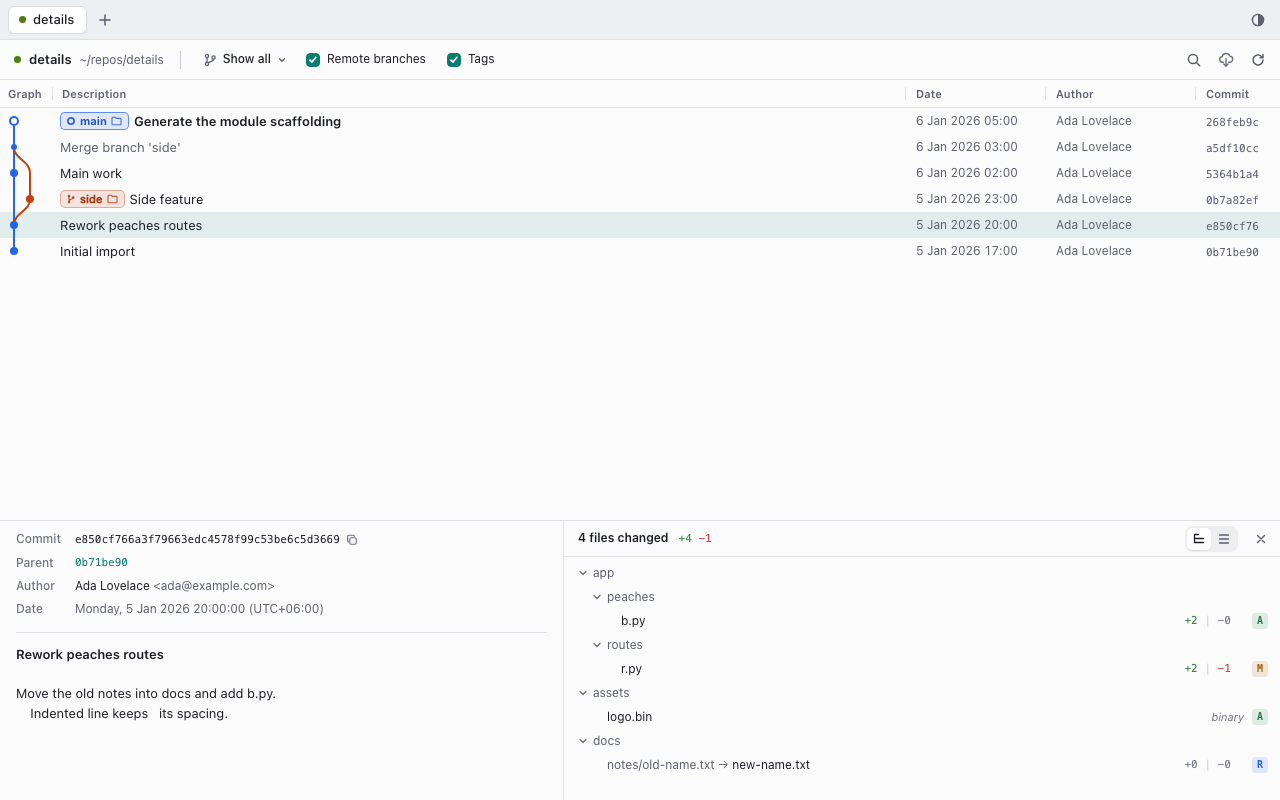 details
details ~/repos/details Show all Remote branches Tags
Graph Description Date Author Commit
main Generate the module scaffolding 6 Jan 2026 05:00 Ada Lovelace 268feb9c
Merge branch 'side' 6 Jan 2026 03:00 Ada Lovelace a5df10cc
Main work 6 Jan 2026 02:00 Ada Lovelace 5364b1a4
side Side feature 5 Jan 2026 23:00 Ada Lovelace 0b7a82ef
Rework peaches routes 5 Jan 2026 20:00 Ada Lovelace e850cf76
Initial import 5 Jan 2026 17:00 Ada Lovelace 0b71be90
Commit e850cf766a3f79663edc4578f99c53be6c5d3669
Parent 0b71be90
Author Ada Lovelace <ada@example.com>
Date Monday, 5 Jan 2026 20:00:00 (UTC+06:00)
Rework peaches routes
Move the old notes into docs and add b.py.
    Indented line keeps   its spacing.
4 files changed +4 −1
app
peaches
b.py +2 | −0 A
routes
r.py +2 | −1 M
assets
logo.bin binary A
docs
notes/old-name.txt → new-name.txt +0 | −0 R